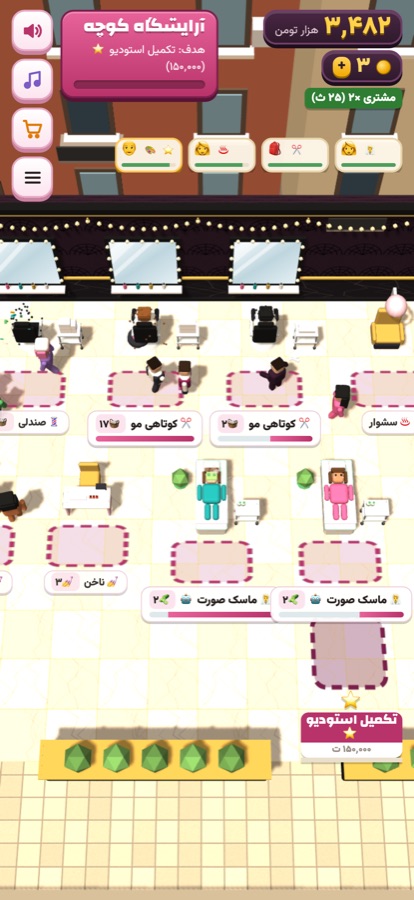 آرایشگاه کوچه
هدف: تکمیل استودیو ⭐
(۱۵۰,۰۰۰)
۳,۴۸۲ هزار تومن
۳
مشتری ×۲ (۲۵ ث)
صندلی
کوتاهی مو ۱۷
کوتاهی مو ۲
سشوار
ناخن ۳
ماسک صورت ۲
ماسک صورت ۲
تکمیل استودیو
۱۵۰,۰۰۰ ت